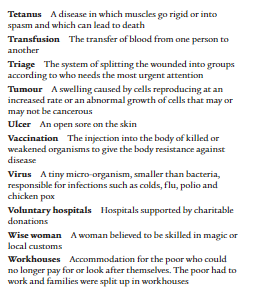 Tetanus A disease in which muscles go rigid or into
spasm and which can lead to death
Transfusion The transfer of blood from one person to
another
Triage The system of splitting the wounded into groups
according to who needs the most urgent attention
Tumour A swelling caused by cells reproducing at an
increased rate or an abnormal growth of cells that may or
may not be cancerous
Ulcer An open sore on the skin
Vaccination The injection into the body of killed or
weakened organisms to give the body resistance against
disease
Virus A tiny micro-organism, smaller than bacteria,
responsible for infections such as colds, flu, polio and
chicken pox
Voluntary hospitals Hospitals supported by charitable
donations
Wise woman A woman believed to be skilled in magic or
local customs
Workhouses Accommodation for the poor who could
no longer pay for or look after themselves. The poor had to
work and families were split up in workhouses